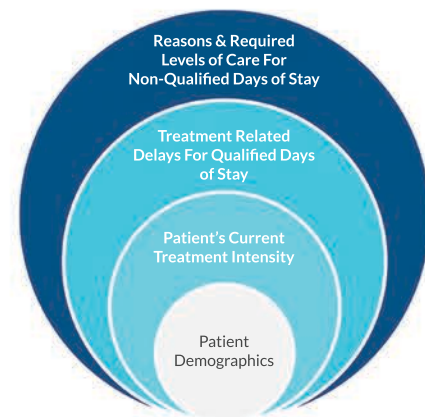 Reasons & Required
Levels of Care For
Non-Qualified Days of Stay
Treatment Related
Delays For Qualified Days
of Stay
Patient's Current
Treatment Intensity
Patient
Demographics